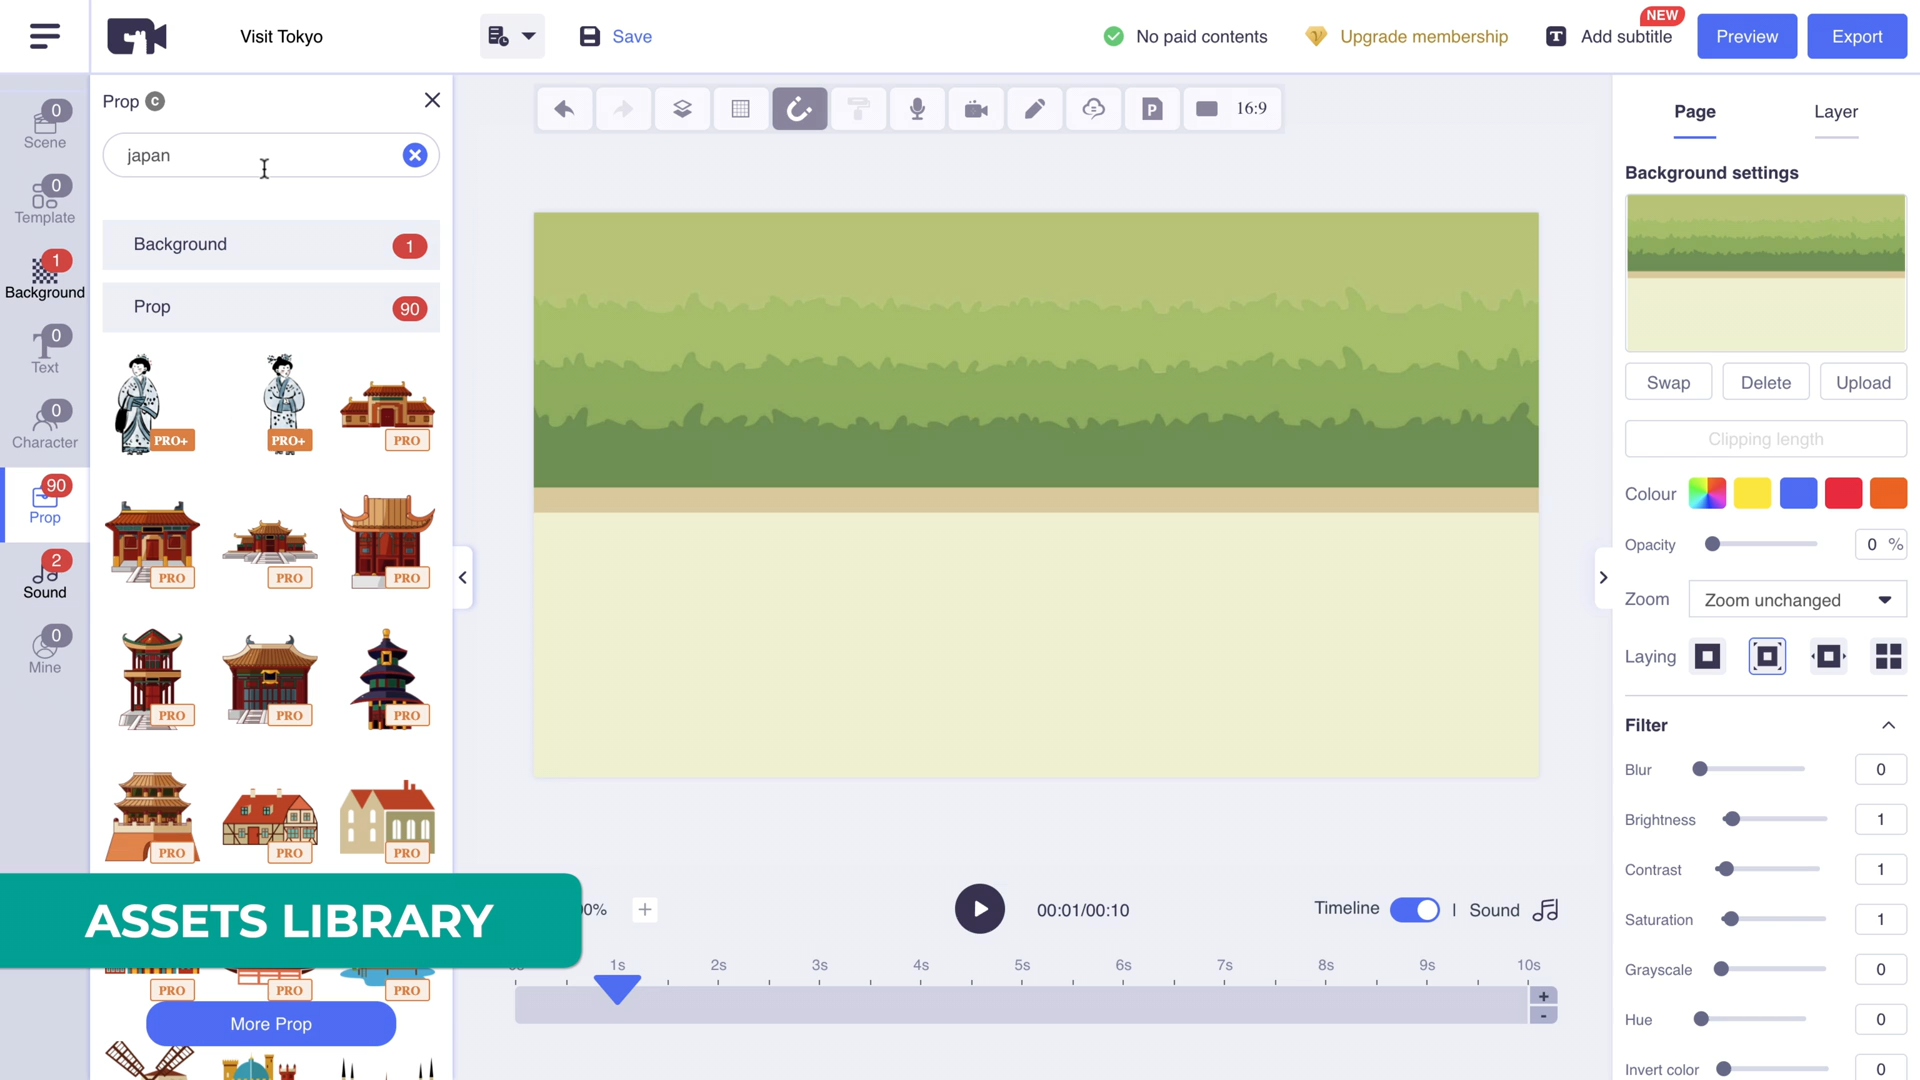 Visit Tokyo
Save
No paid contents
Upgrade membership
NEW
Add subtitle
Preview
Export
0
Scene
0
Template
1
Background
0
Text
0
Character
90
Prop
2
Sound
0
Mine
Prop C
japan
Background 1
Prop 90
PRO+ PRO+ PRO
PRO PRO PRO
PRO PRO PRO
PRO PRO PRO
ASSETS LIBRARY
PRO PRO PRO
More Prop
P
16:9
0%
00:01/00:10
Timeline | Sound
1s 2s 3s 4s 5s 6s 7s 8s 9s 10s
+
-
Page Layer
Background settings
Swap Delete Upload
Clipping length
Colour
Opacity 0 %
Zoom Zoom unchanged
Laying
Filter
Blur 0
Brightness 1
Contrast 1
Saturation 1
Grayscale 0
Hue 0
Invert color 0